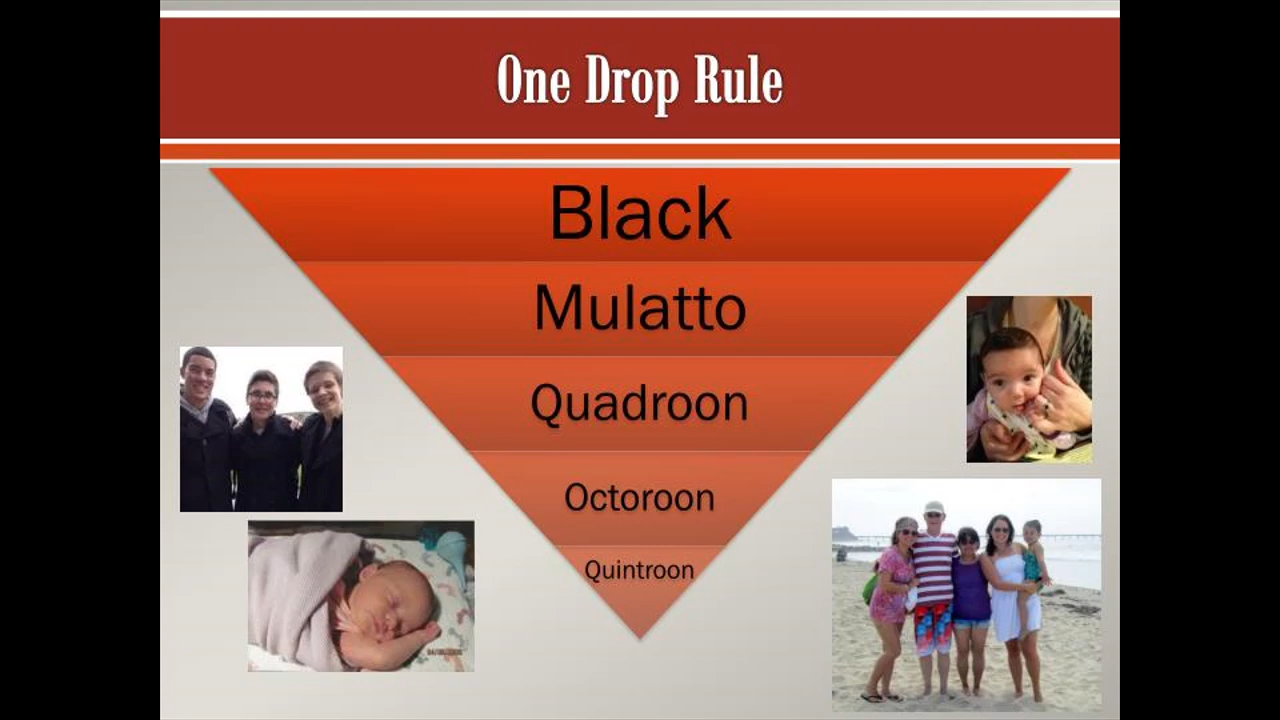 One Drop Rule
Black
Mulatto
Quadroon
Octoroon
Quintroon